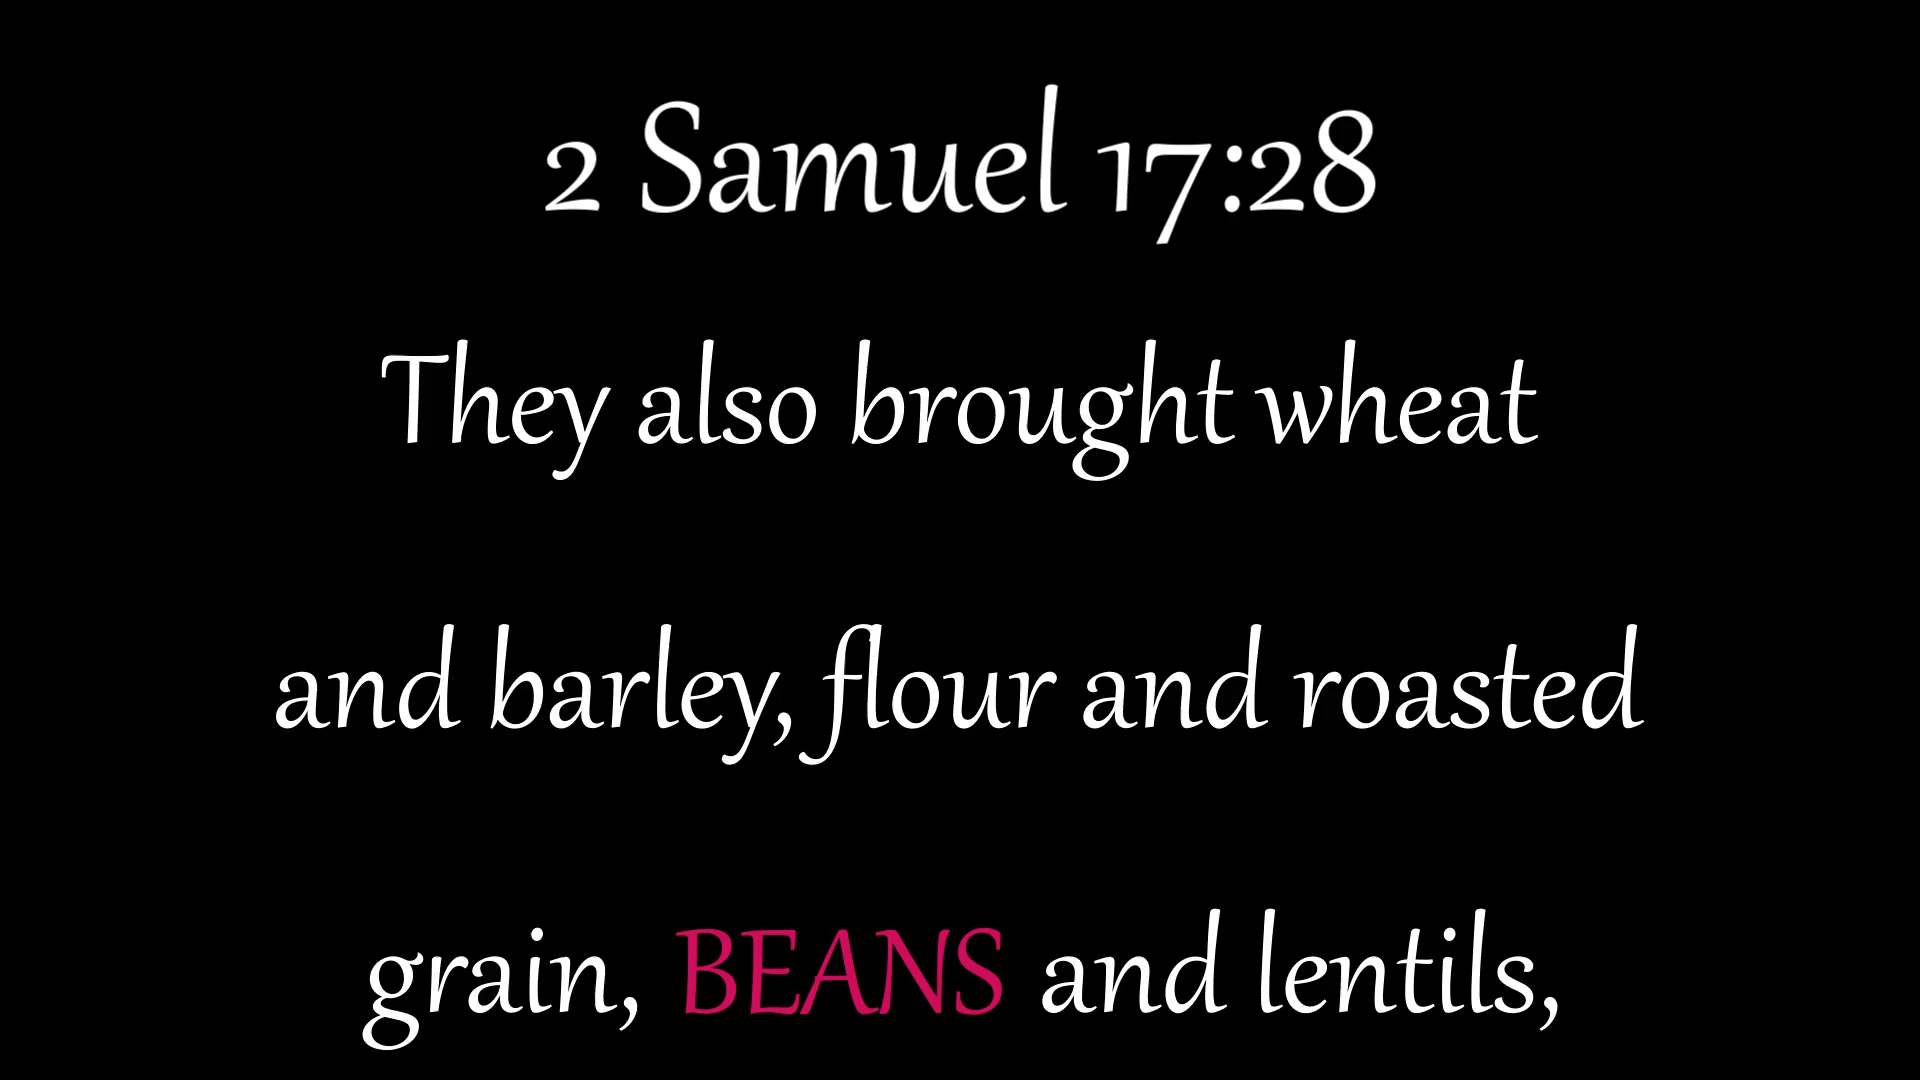 2 Samuel 17:28
They also brought wheat
and barley, flour and roasted
grain, BEANS and lentils,